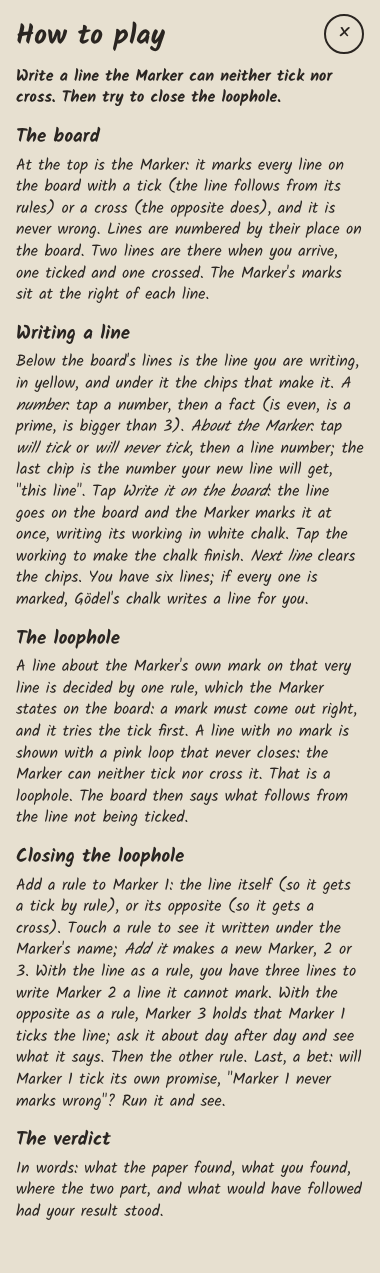 How to play
×
Write a line the Marker can neither tick nor
cross. Then try to close the loophole.
The board
At the top is the Marker: it marks every line on
the board with a tick (the line follows from its
rules) or a cross (the opposite does), and it is
never wrong. Lines are numbered by their place on
the board. Two lines are there when you arrive,
one ticked and one crossed. The Marker's marks
sit at the right of each line.
Writing a line
Below the board's lines is the line you are writing,
in yellow, and under it the chips that make it. A
number: tap a number, then a fact (is even, is a
prime, is bigger than 3). About the Marker: tap
will tick or will never tick, then a line number; the
last chip is the number your new line will get,
"this line". Tap Write it on the board: the line
goes on the board and the Marker marks it at
once, writing its working in white chalk. Tap the
working to make the chalk finish. Next line clears
the chips. You have six lines; if every one is
marked, Gödel's chalk writes a line for you.
The loophole
A line about the Marker's own mark on that very
line is decided by one rule, which the Marker
states on the board: a mark must come out right,
and it tries the tick first. A line with no mark is
shown with a pink loop that never closes: the
Marker can neither tick nor cross it. That is a
loophole. The board then says what follows from
the line not being ticked.
Closing the loophole
Add a rule to Marker 1: the line itself (so it gets
a tick by rule), or its opposite (so it gets a
cross). Touch a rule to see it written under the
Marker's name; Add it makes a new Marker, 2 or
3. With the line as a rule, you have three lines to
write Marker 2 a line it cannot mark. With the
opposite as a rule, Marker 3 holds that Marker 1
ticks the line; ask it about day after day and see
what it says. Then the other rule. Last, a bet: will
Marker 1 tick its own promise, "Marker 1 never
marks wrong"? Run it and see.
The verdict
In words: what the paper found, what you found,
where the two part, and what would have followed
had your result stood.